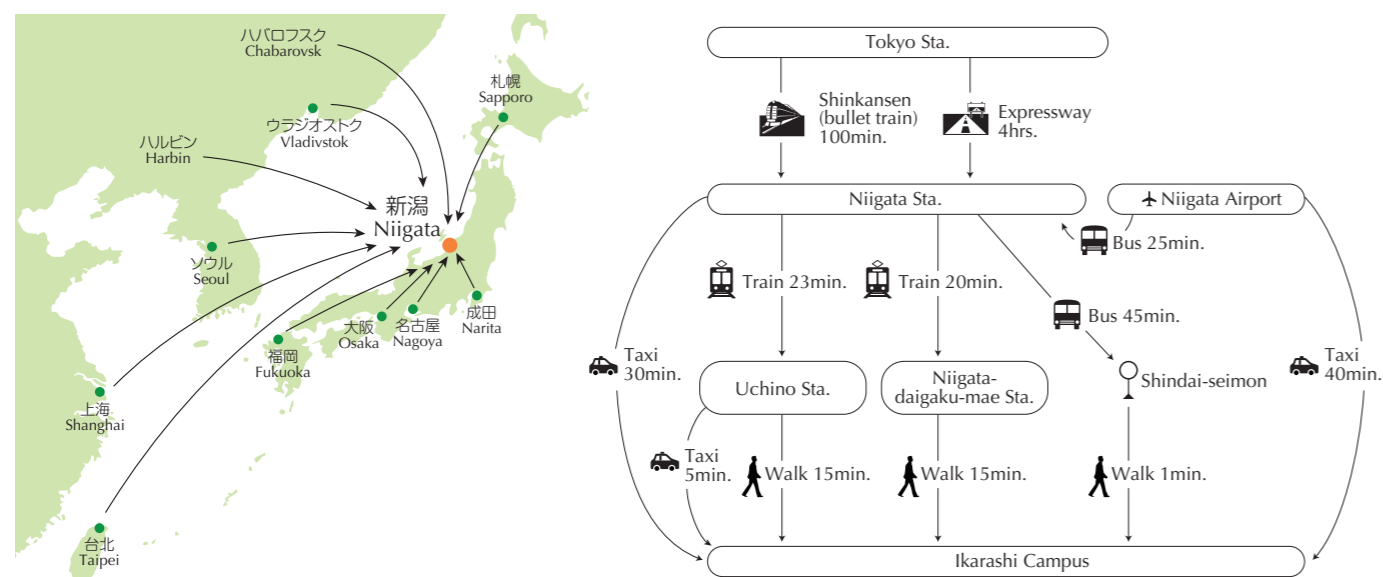 ハバロフスク
Chabarovsk
札幌
Sapporo
ウラジオストク
Vladivstok
ハルビン
Harbin
新潟
Niigata
ソウル
Seoul
成田
Narita
名古屋
Nagoya
大阪
Osaka
福岡
Fukuoka
上海
Shanghai
台北
Taipei
Tokyo Sta.
Shinkansen
(bullet train)
100min.
Expressway
4hrs.
Niigata Sta.
Niigata Airport
Bus 25min.
Train 23min.
Train 20min.
Bus 45min.
Taxi
30min.
Taxi
40min.
Uchino Sta.
Niigata-
daigaku-mae Sta.
Shindai-seimon
Taxi
5min.
Walk 15min.
Walk 15min.
Walk 1min.
Ikarashi Campus